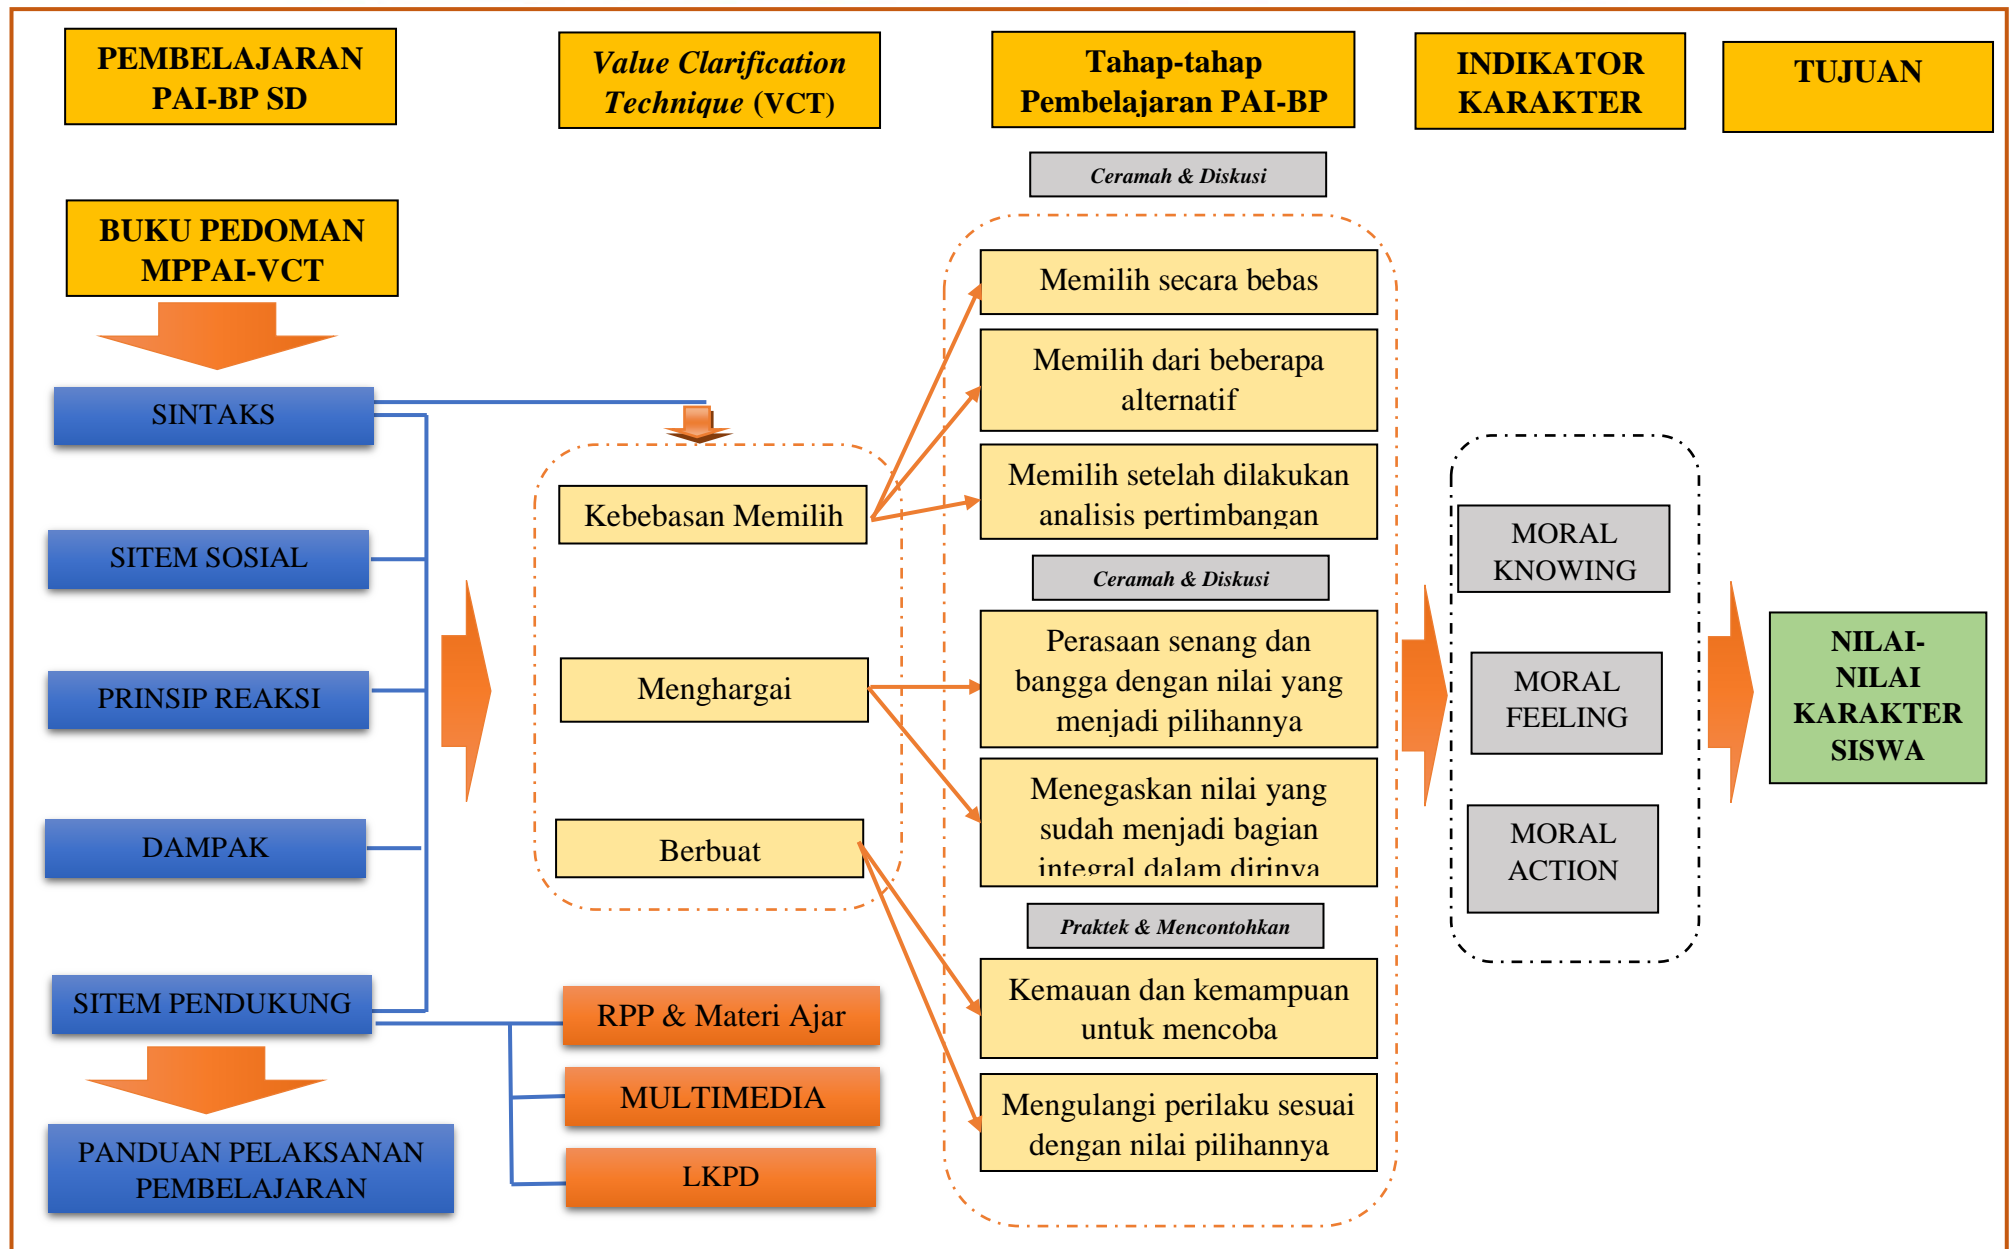 PEMBELAJARAN
PAI-BP SD
Value Clarification
Technique (VCT)
Tahap-tahap
Pembelajaran PAI-BP
INDIKATOR
KARAKTER
TUJUAN
BUKU PEDOMAN
MPPAI-VCT
SINTAKS
SITEM SOSIAL
PRINSIP REAKSI
DAMPAK
SITEM PENDUKUNG
PANDUAN PELAKSANAN
PEMBELAJARAN
Kebebasan Memilih
Menghargai
Berbuat
RPP & Materi Ajar
MULTIMEDIA
LKPD
Ceramah & Diskusi
Memilih secara bebas
Memilih dari beberapa
alternatif
Memilih setelah dilakukan
analisis pertimbangan
Ceramah & Diskusi
Perasaan senang dan
bangga dengan nilai yang
menjadi pilihannya
Menegaskan nilai yang
sudah menjadi bagian
integral dalam dirinya
Praktek & Mencontohkan
Kemauan dan kemampuan
untuk mencoba
Mengulangi perilaku sesuai
dengan nilai pilihannya
MORAL
KNOWING
MORAL
FEELING
MORAL
ACTION
NILAI-
NILAI
KARAKTER
SISWA